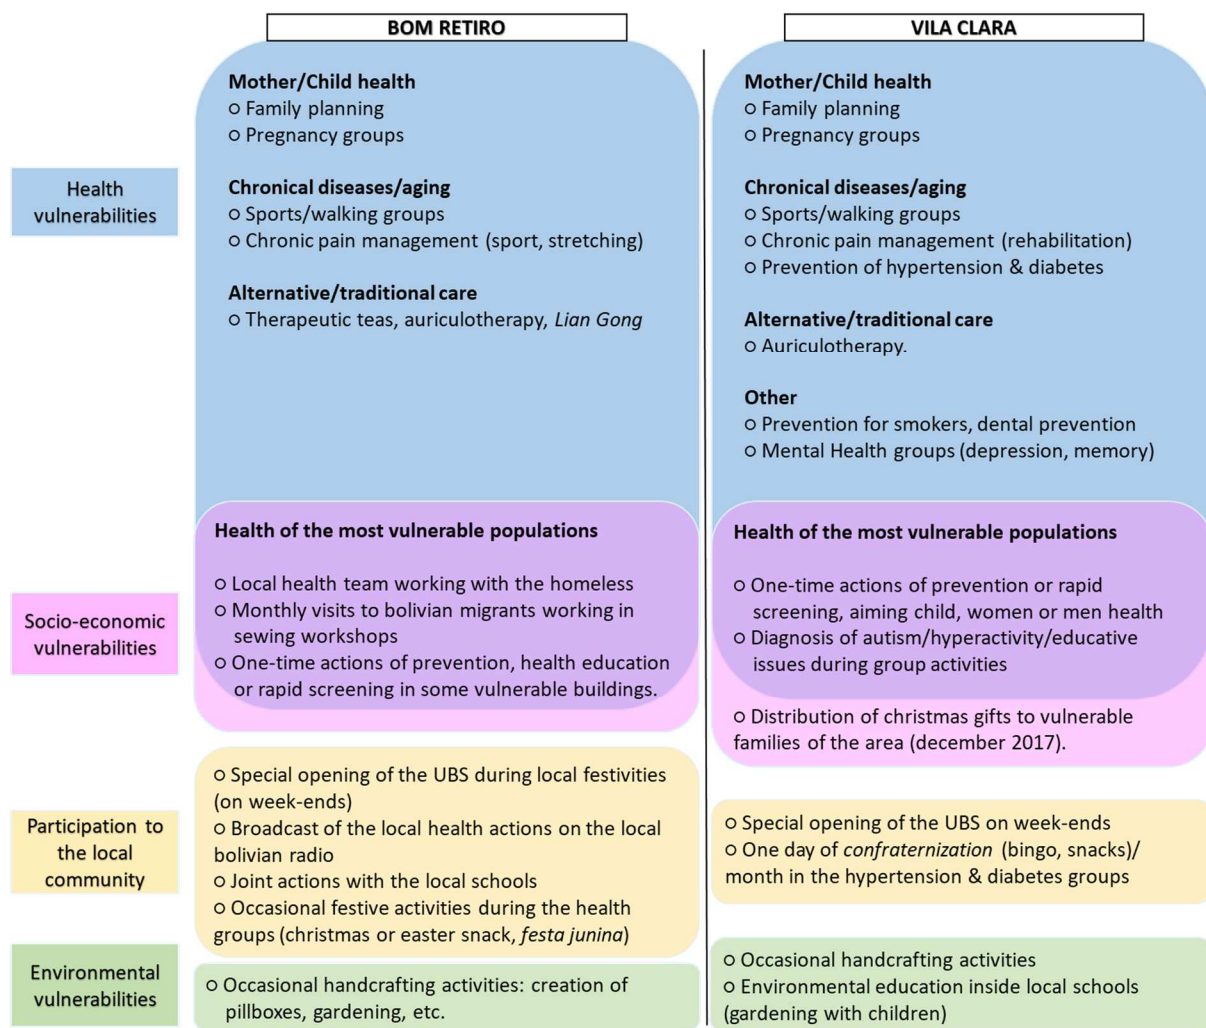 BOM RETIRO
VILA CLARA
Health
vulnerabilities
Mother/Child health
○ Family planning
○ Pregnancy groups
Chronical diseases/aging
○ Sports/walking groups
○ Chronic pain management (sport, stretching)
Alternative/traditional care
○ Therapeutic teas, auriculotherapy, Lian Gong
Mother/Child health
○ Family planning
○ Pregnancy groups
Chronical diseases/aging
○ Sports/walking groups
○ Chronic pain management (rehabilitation)
○ Prevention of hypertension & diabetes
Alternative/traditional care
○ Auriculotherapy.
Other
○ Prevention for smokers, dental prevention
○ Mental Health groups (depression, memory)
Socio-economic
vulnerabilities
Health of the most vulnerable populations
○ Local health team working with the homeless
○ Monthly visits to bolivian migrants working in
sewing workshops
○ One-time actions of prevention, health education
or rapid screening in some vulnerable buildings.
Health of the most vulnerable populations
○ One-time actions of prevention or rapid
screening, aiming child, women or men health
○ Diagnosis of autism/hyperactivity/educative
issues during group activities
○ Distribution of christmas gifts to vulnerable
families of the area (december 2017).
Participation to
the local
community
○ Special opening of the UBS during local festivities
(on week-ends)
○ Broadcast of the local health actions on the local
bolivian radio
○ Joint actions with the local schools
○ Occasional festive activities during the health
groups (christmas or easter snack, festa junina)
○ Special opening of the UBS on week-ends
○ One day of confraternization (bingo, snacks)/
month in the hypertension & diabetes groups
Environmental
vulnerabilities
○ Occasional handcrafting activities: creation of
pillboxes, gardening, etc.
○ Occasional handcrafting activities
○ Environmental education inside local schools
(gardening with children)